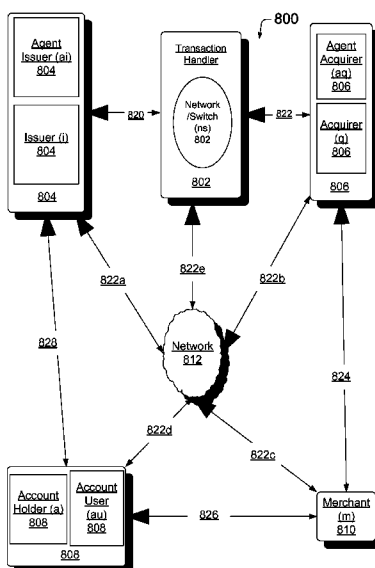 800
Agent
Issuer (ai)
804
Issuer (i)
804
804
820
Transaction
Handler
Network
/Switch
(ns)
802
802
822
Agent
Acquirer
(aq)
806
Acquirer
(q)
806
806
822a
822e
822b
828
Network
812
824
822d
822c
Account
Holder (a)
808
Account
User
(au)
808
808
826
Merchant
(m)
810